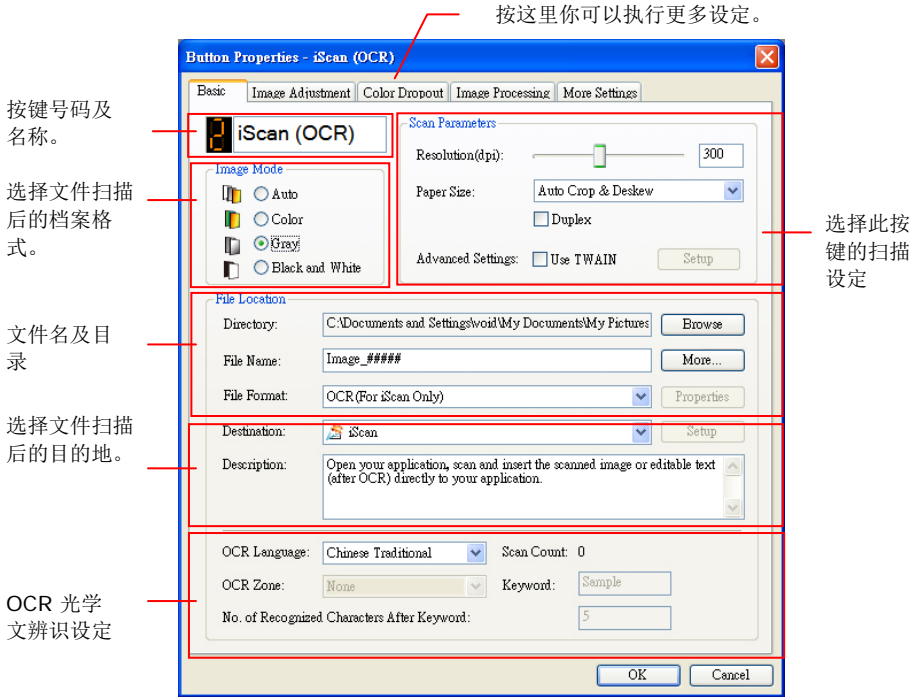 按这里你可以执行更多设定。
Button Properties - iScan (OCR)
Basic Image Adjustment Color Dropout Image Processing More Settings
按键号码及
名称。
2 iScan (OCR)
选择文件扫描
后的档案格
式。
Image Mode
Auto
Color
Gray
Black and White
Scan Parameters
Resolution(dpi): 300
Paper Size: Auto Crop & Deskew
Duplex
Advanced Settings: Use TWAIN Setup
选择此按
键的扫描
设定
文件名及目
录
File Location
Directory: C:\Documents and Settings\void\My Documents\My Pictures Browse
File Name: Image_##### More...
File Format: OCR(For iScan Only) Properties
选择文件扫描
后的目的地。
Destination: iScan Setup
Description: Open your application, scan and insert the scanned image or editable text
(after OCR) directly to your application.
OCR 光学
文辨识设定
OCR Language: Chinese Traditional Scan Count: 0
OCR Zone: None Keyword: Sample
No. of Recognized Characters After Keyword: 5
OK Cancel